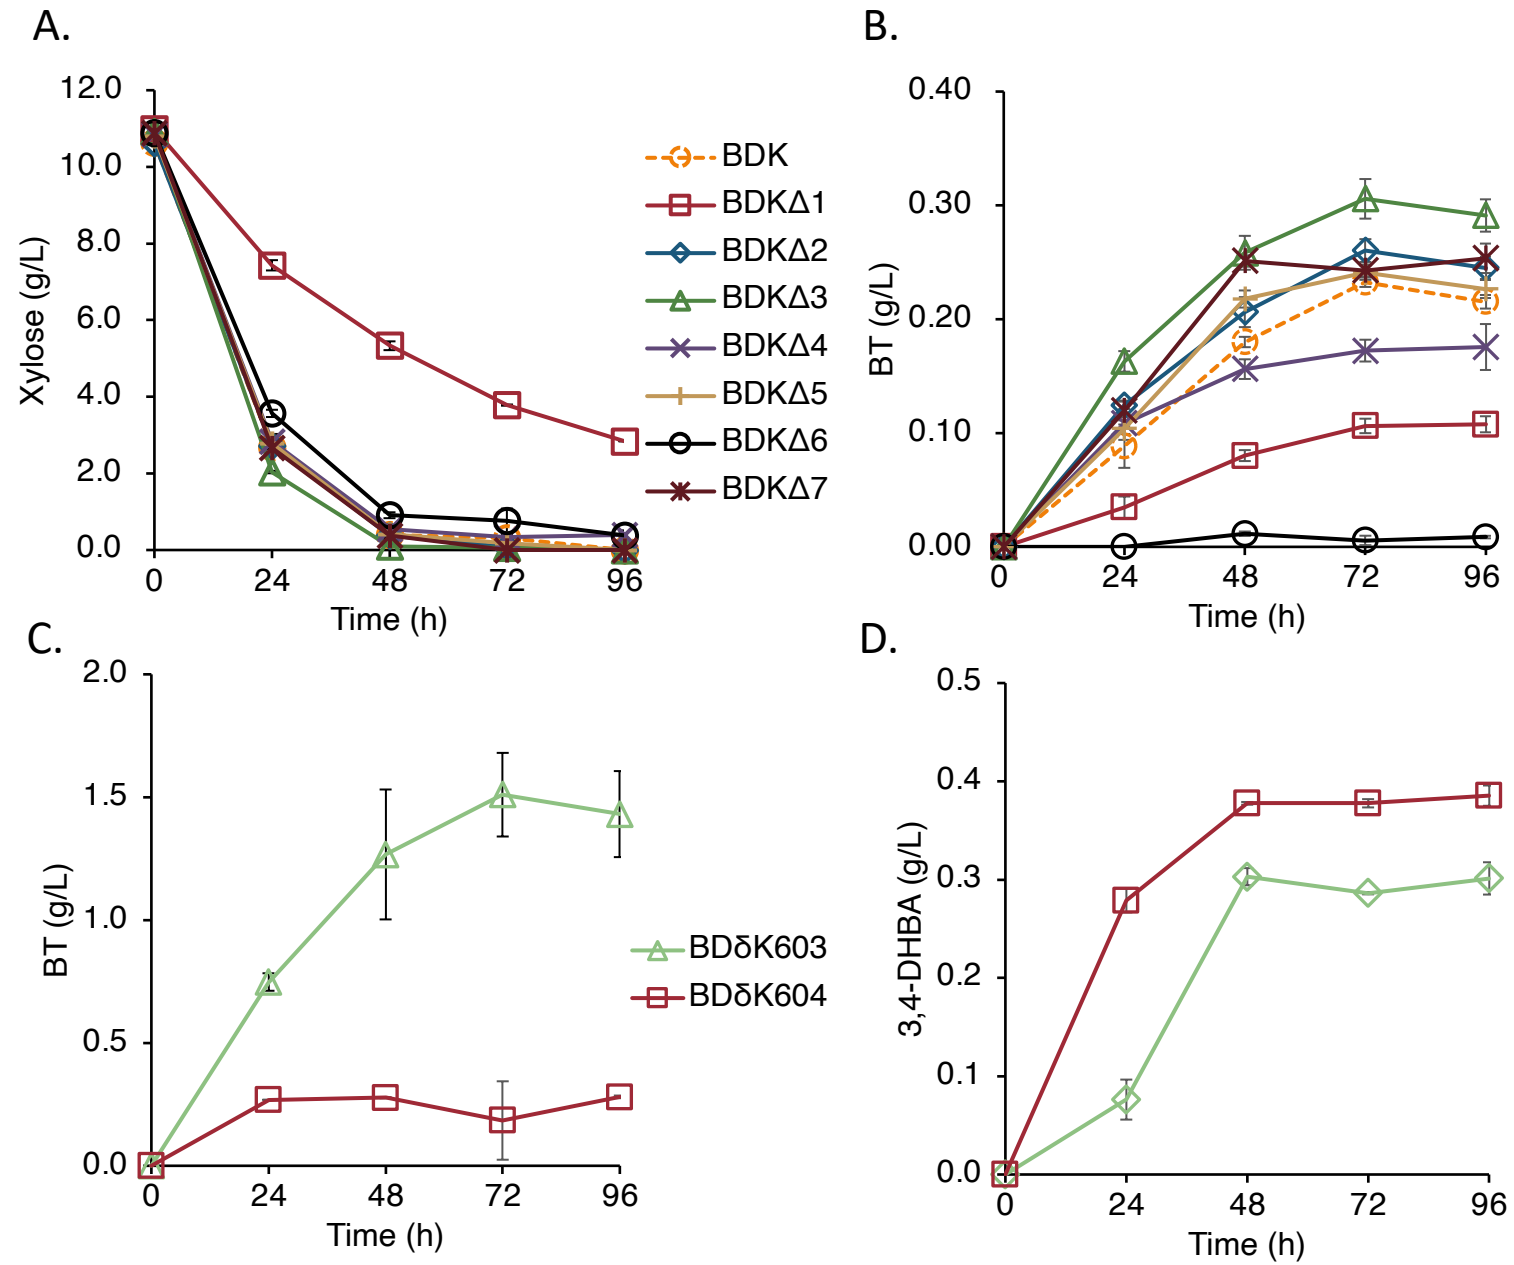 A.
12.0
10.0
8.0
6.0
4.0
2.0
0.0
0 24 48 72 96
Xylose (g/L)
Time (h)
BDK
BDKΔ1
BDKΔ2
BDKΔ3
BDKΔ4
BDKΔ5
BDKΔ6
BDKΔ7
B.
0.40
0.30
0.20
0.10
0.00
0 24 48 72 96
BT (g/L)
Time (h)
C.
2.0
1.5
1.0
0.5
0.0
0 24 48 72 96
BT (g/L)
Time (h)
BDδK603
BDδK604
D.
0.5
0.4
0.3
0.2
0.1
0.0
0 24 48 72 96
3,4-DHBA (g/L)
Time (h)